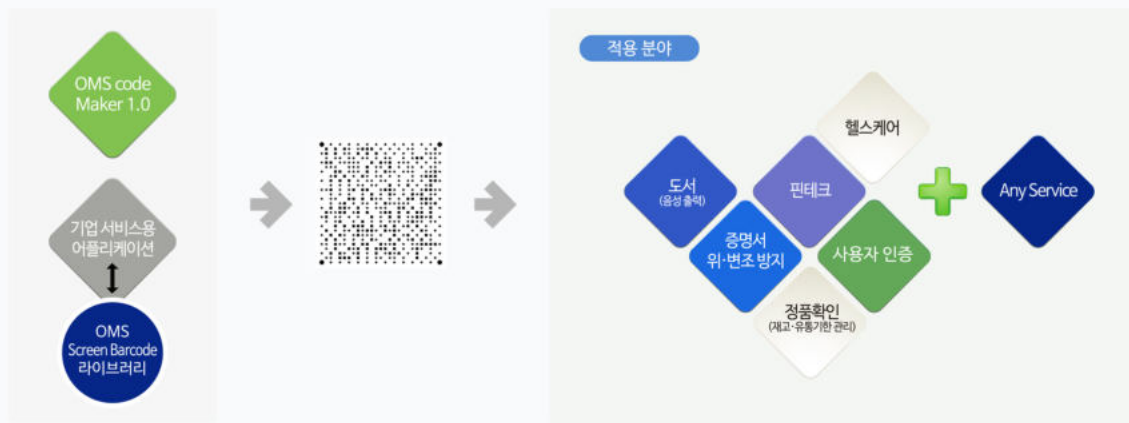 OMS code
Maker 1.0
기업 서비스용
어플리케이션
OMS
Screen Barcode
라이브러리
적용 분야
헬스케어
도서
(음성 출력)
핀테크
증명서
위·변조 방지
사용자 인증
정품확인
(재고·유통기한 관리)
Any Service